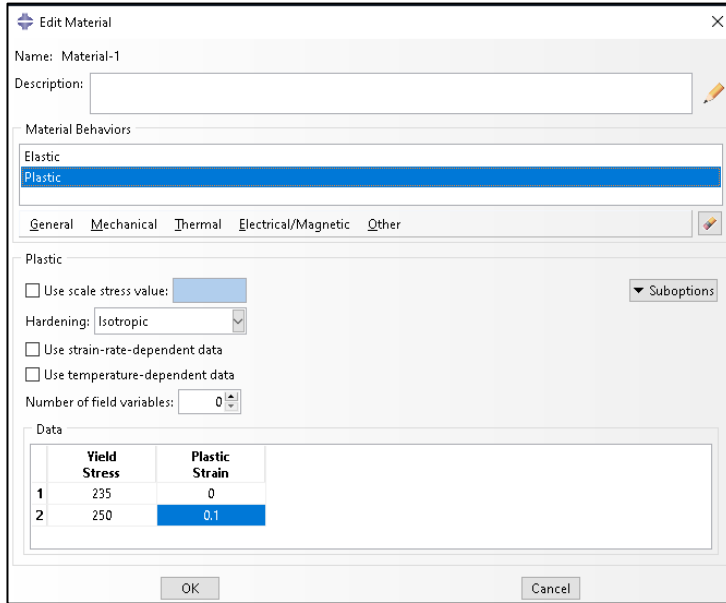 Edit Material
Name: Material-1
Description:
Material Behaviors
Elastic
Plastic
General Mechanical Thermal Electrical/Magnetic Other
Plastic
Use scale stress value:
Suboptions
Hardening: Isotropic
Use strain-rate-dependent data
Use temperature-dependent data
Number of field variables: 0
Data
Yield Plastic
Stress Strain
1 235 0
2 250 0.1
OK Cancel